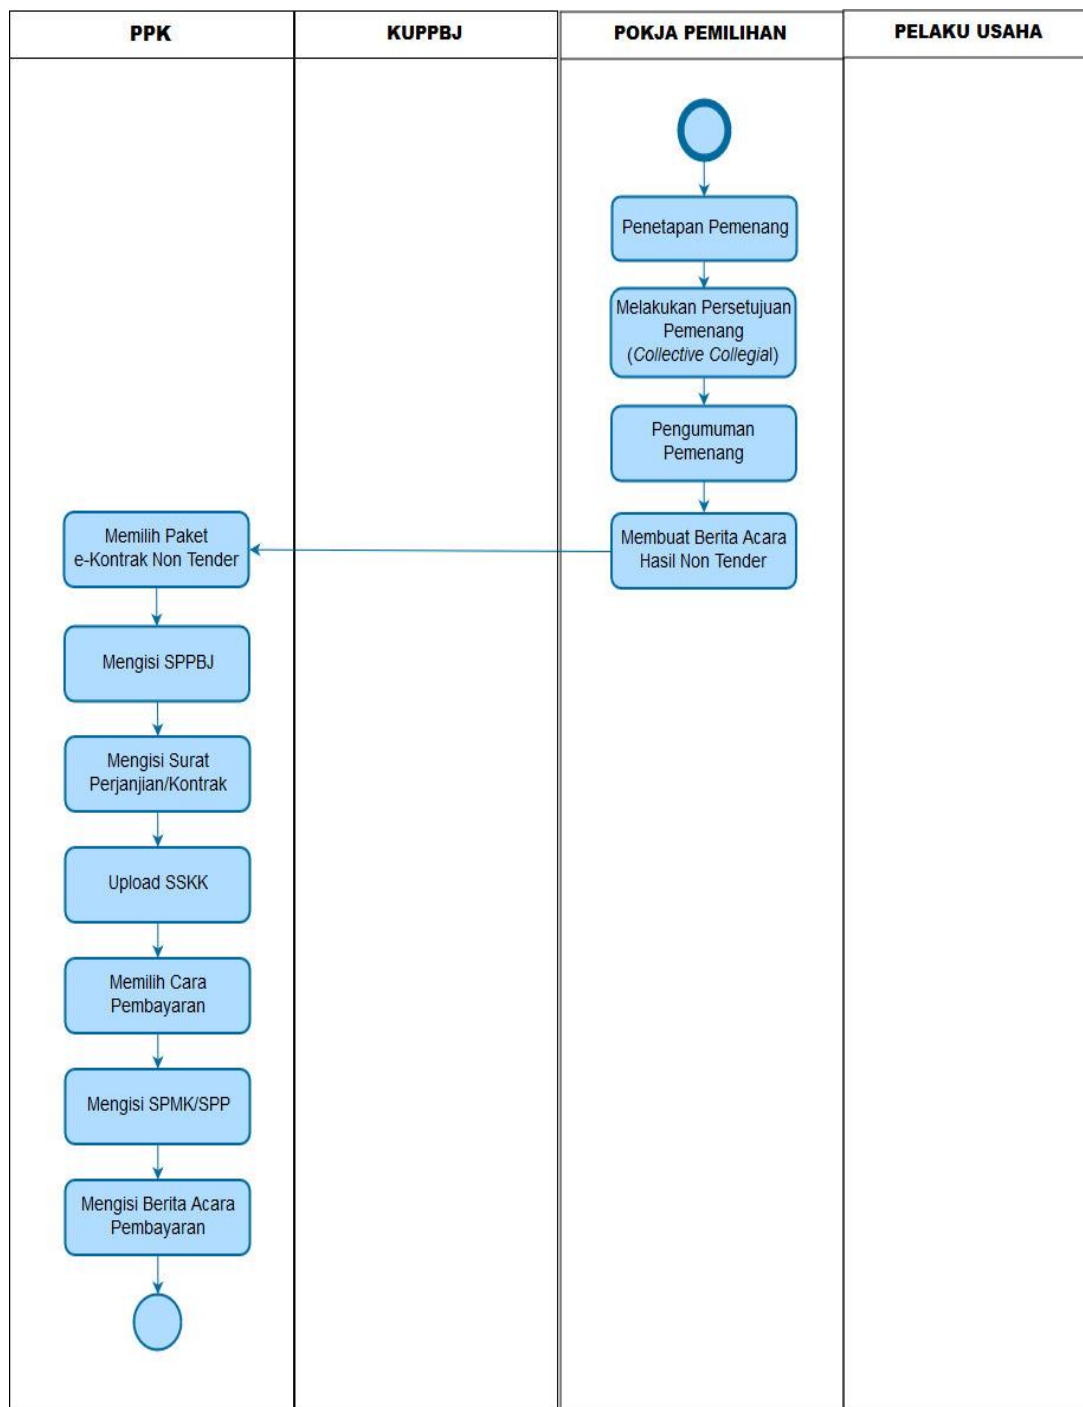 PPK
KUPPBJ
POKJA PEMILIHAN
PELAKU USAHA
Penetapan Pemenang
Melakukan Persetujuan
Pemenang
(Collective Collegial)
Pengumuman
Pemenang
Membuat Berita Acara
Hasil Non Tender
Memilih Paket
e-Kontrak Non Tender
Mengisi SPPBJ
Mengisi Surat
Perjanjian/Kontrak
Upload SSKK
Memilih Cara
Pembayaran
Mengisi SPMK/SPP
Mengisi Berita Acara
Pembayaran